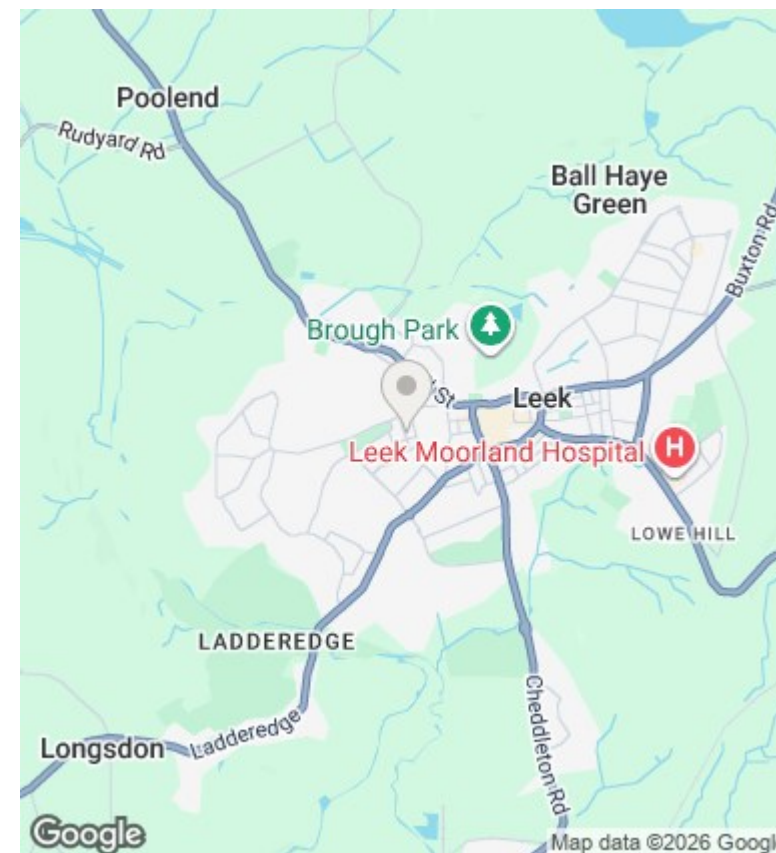 Poolend
Rudyard Rd
Ball Haye
Green
Buxton Rd
Brough Park
St
Leek
Leek Moorland Hospital
H
LOWE HILL
LADDEREDGE
Cheddleton Rd
Ladderedge
Longsdon
Google
Map data ©2026 Google